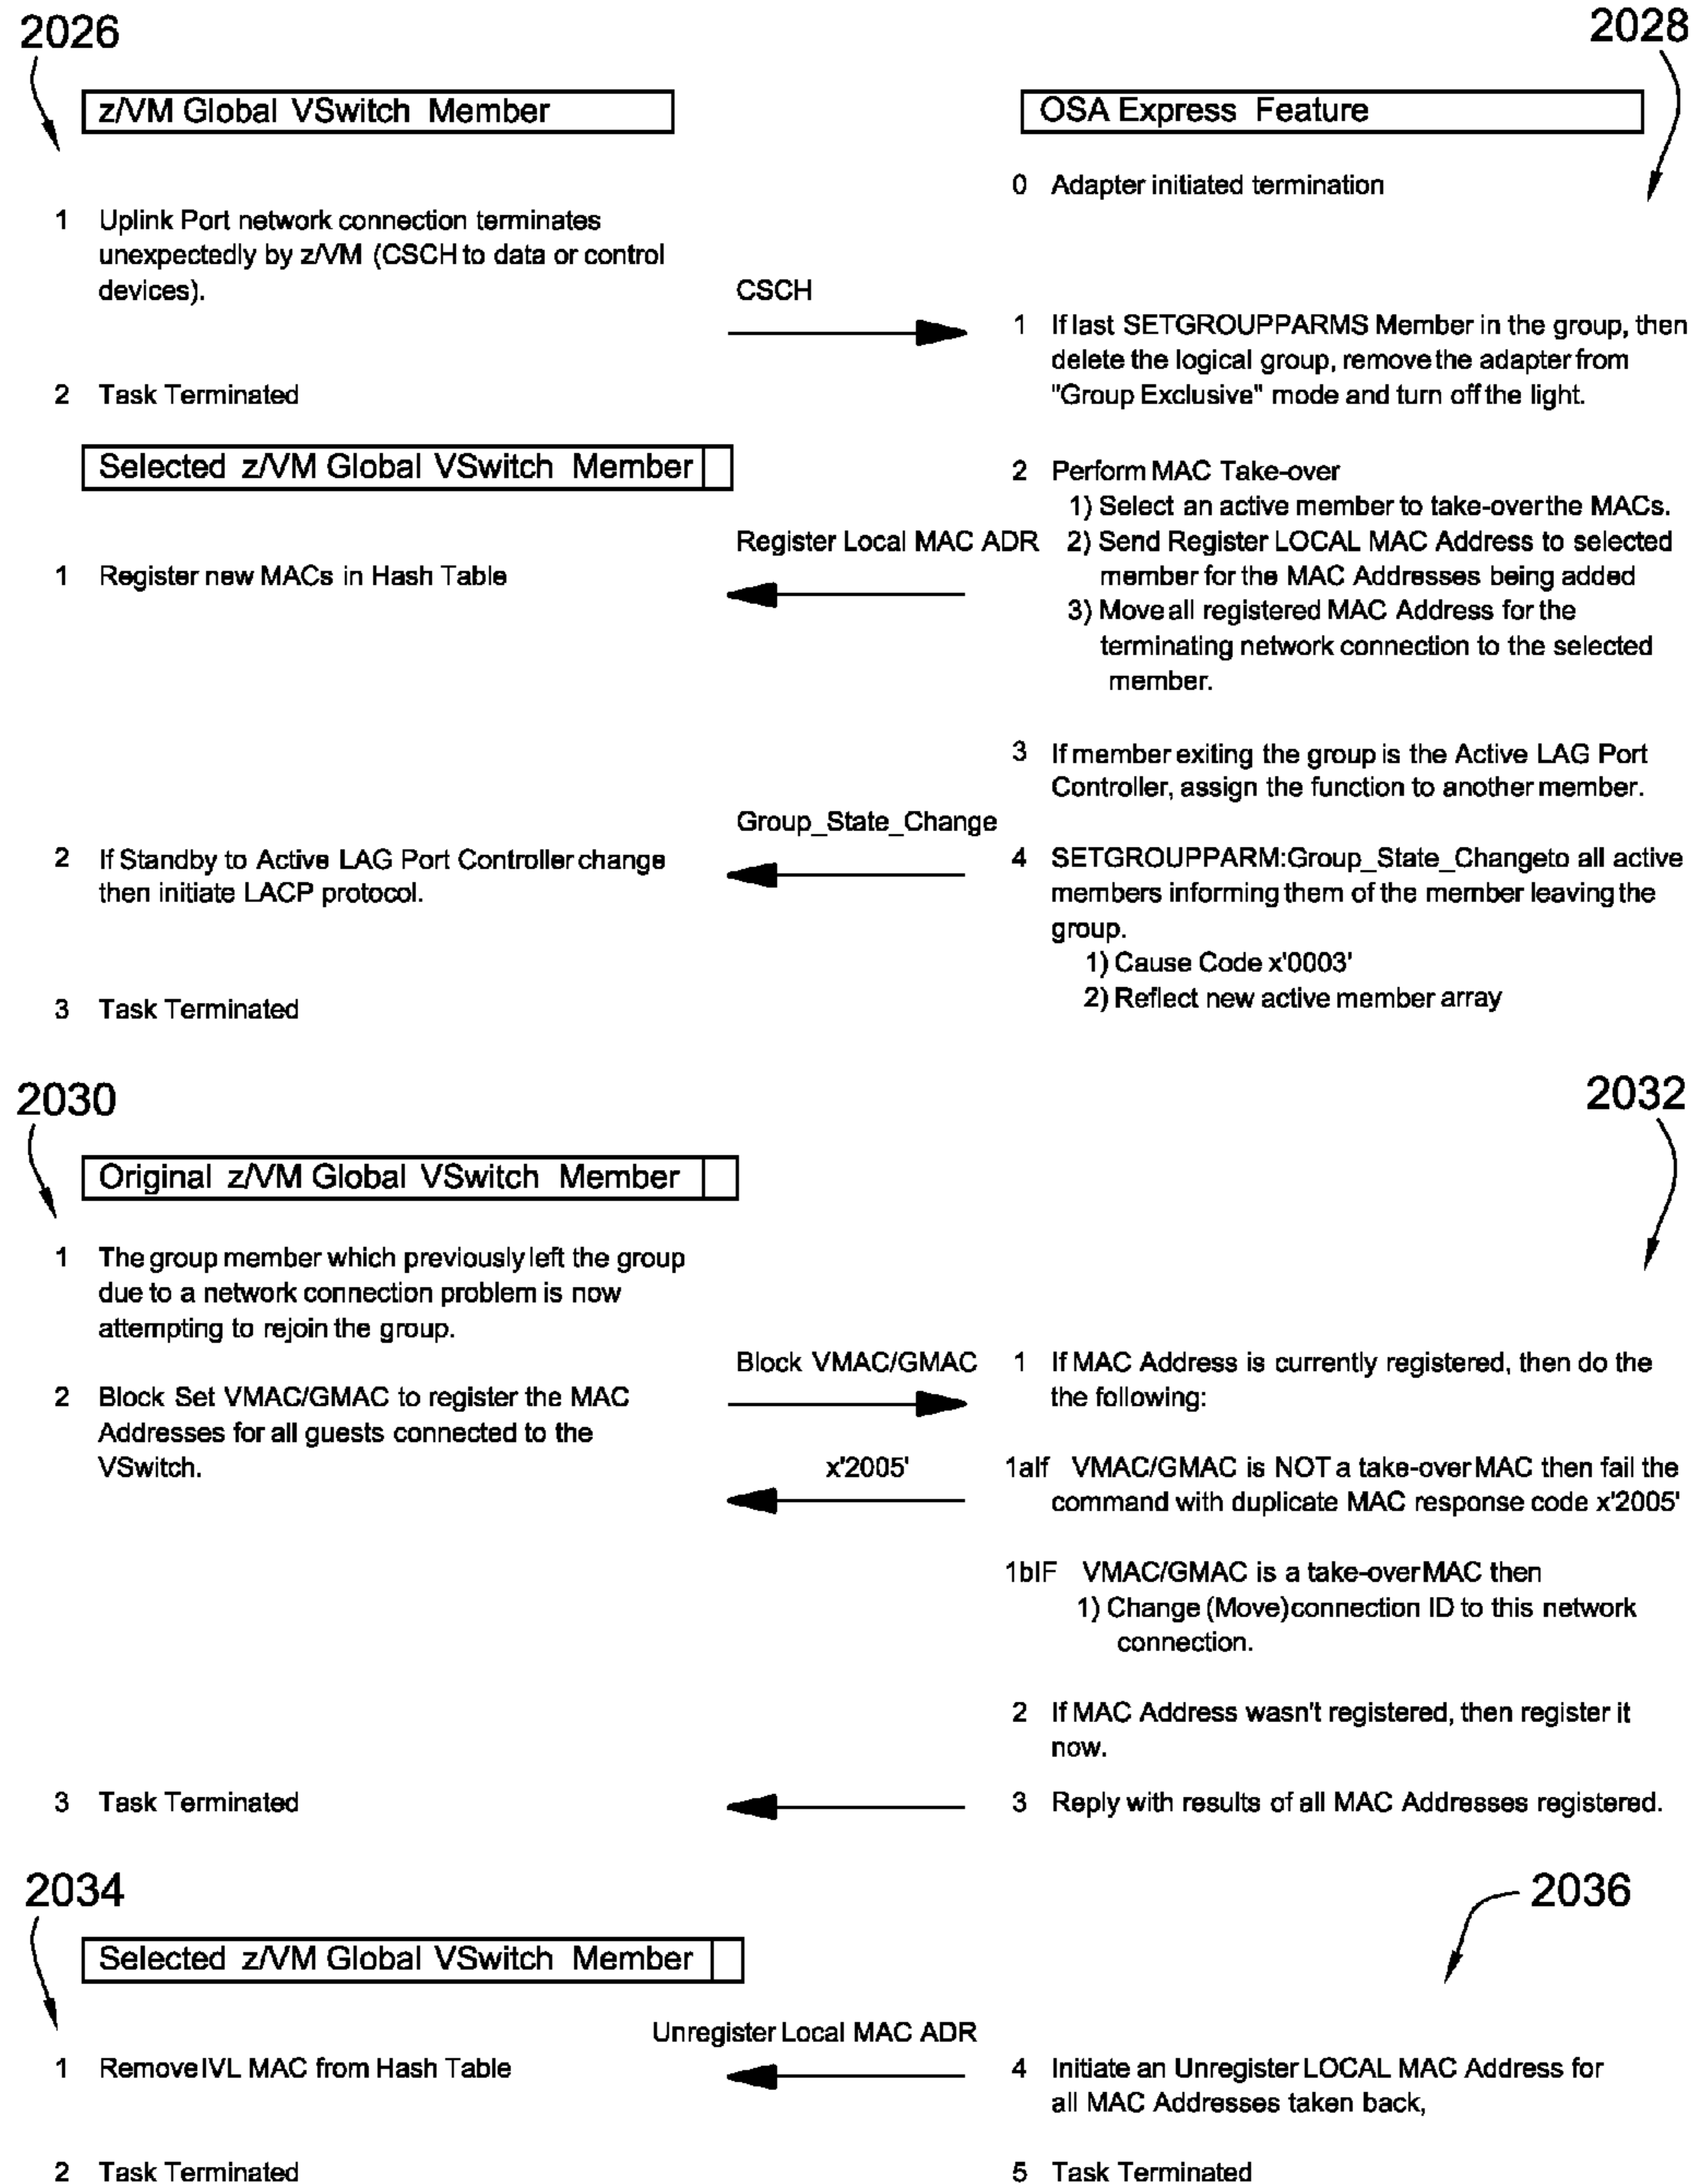 2026
2028
z/VM Global VSwitch Member
OSA Express Feature
0 Adapter initiated termination
1 Uplink Port network connection terminates
unexpectedly by z/VM (CSCH to data or control
devices).
CSCH
1 If last SETGROUPPARMS Member in the group, then
delete the logical group, remove the adapter from
"Group Exclusive" mode and turn off the light.
2 Task Terminated
Selected z/VM Global VSwitch Member
2 Perform MAC Take-over
1) Select an active member to take-over the MACs.
Register Local MAC ADR
2) Send Register LOCAL MAC Address to selected
member for the MAC Addresses being added
1 Register new MACs in Hash Table
3) Move all registered MAC Address for the
terminating network connection to the selected
member.
3 If member exiting the group is the Active LAG Port
Controller, assign the function to another member.
Group_State_Change
2 If Standby to Active LAG Port Controller change
then initiate LACP protocol.
4 SETGROUPPARM:Group_State_Change to all active
members informing them of the member leaving the
group.
1) Cause Code x'0003'
2) Reflect new active member array
3 Task Terminated
2030
2032
Original z/VM Global VSwitch Member
1 The group member which previously left the group
due to a network connection problem is now
attempting to rejoin the group.
Block VMAC/GMAC
1 If MAC Address is currently registered, then do the
the following:
2 Block Set VMAC/GMAC to register the MAC
Addresses for all guests connected to the
VSwitch.
x'2005'
1aIf VMAC/GMAC is NOT a take-over MAC then fail the
command with duplicate MAC response code x'2005'
1bIF VMAC/GMAC is a take-over MAC then
1) Change (Move) connection ID to this network
connection.
2 If MAC Address wasn't registered, then register it
now.
3 Task Terminated
3 Reply with results of all MAC Addresses registered.
2034
2036
Selected z/VM Global VSwitch Member
Unregister Local MAC ADR
1 Remove IVL MAC from Hash Table
4 Initiate an Unregister LOCAL MAC Address for
all MAC Addresses taken back,
2 Task Terminated
5 Task Terminated